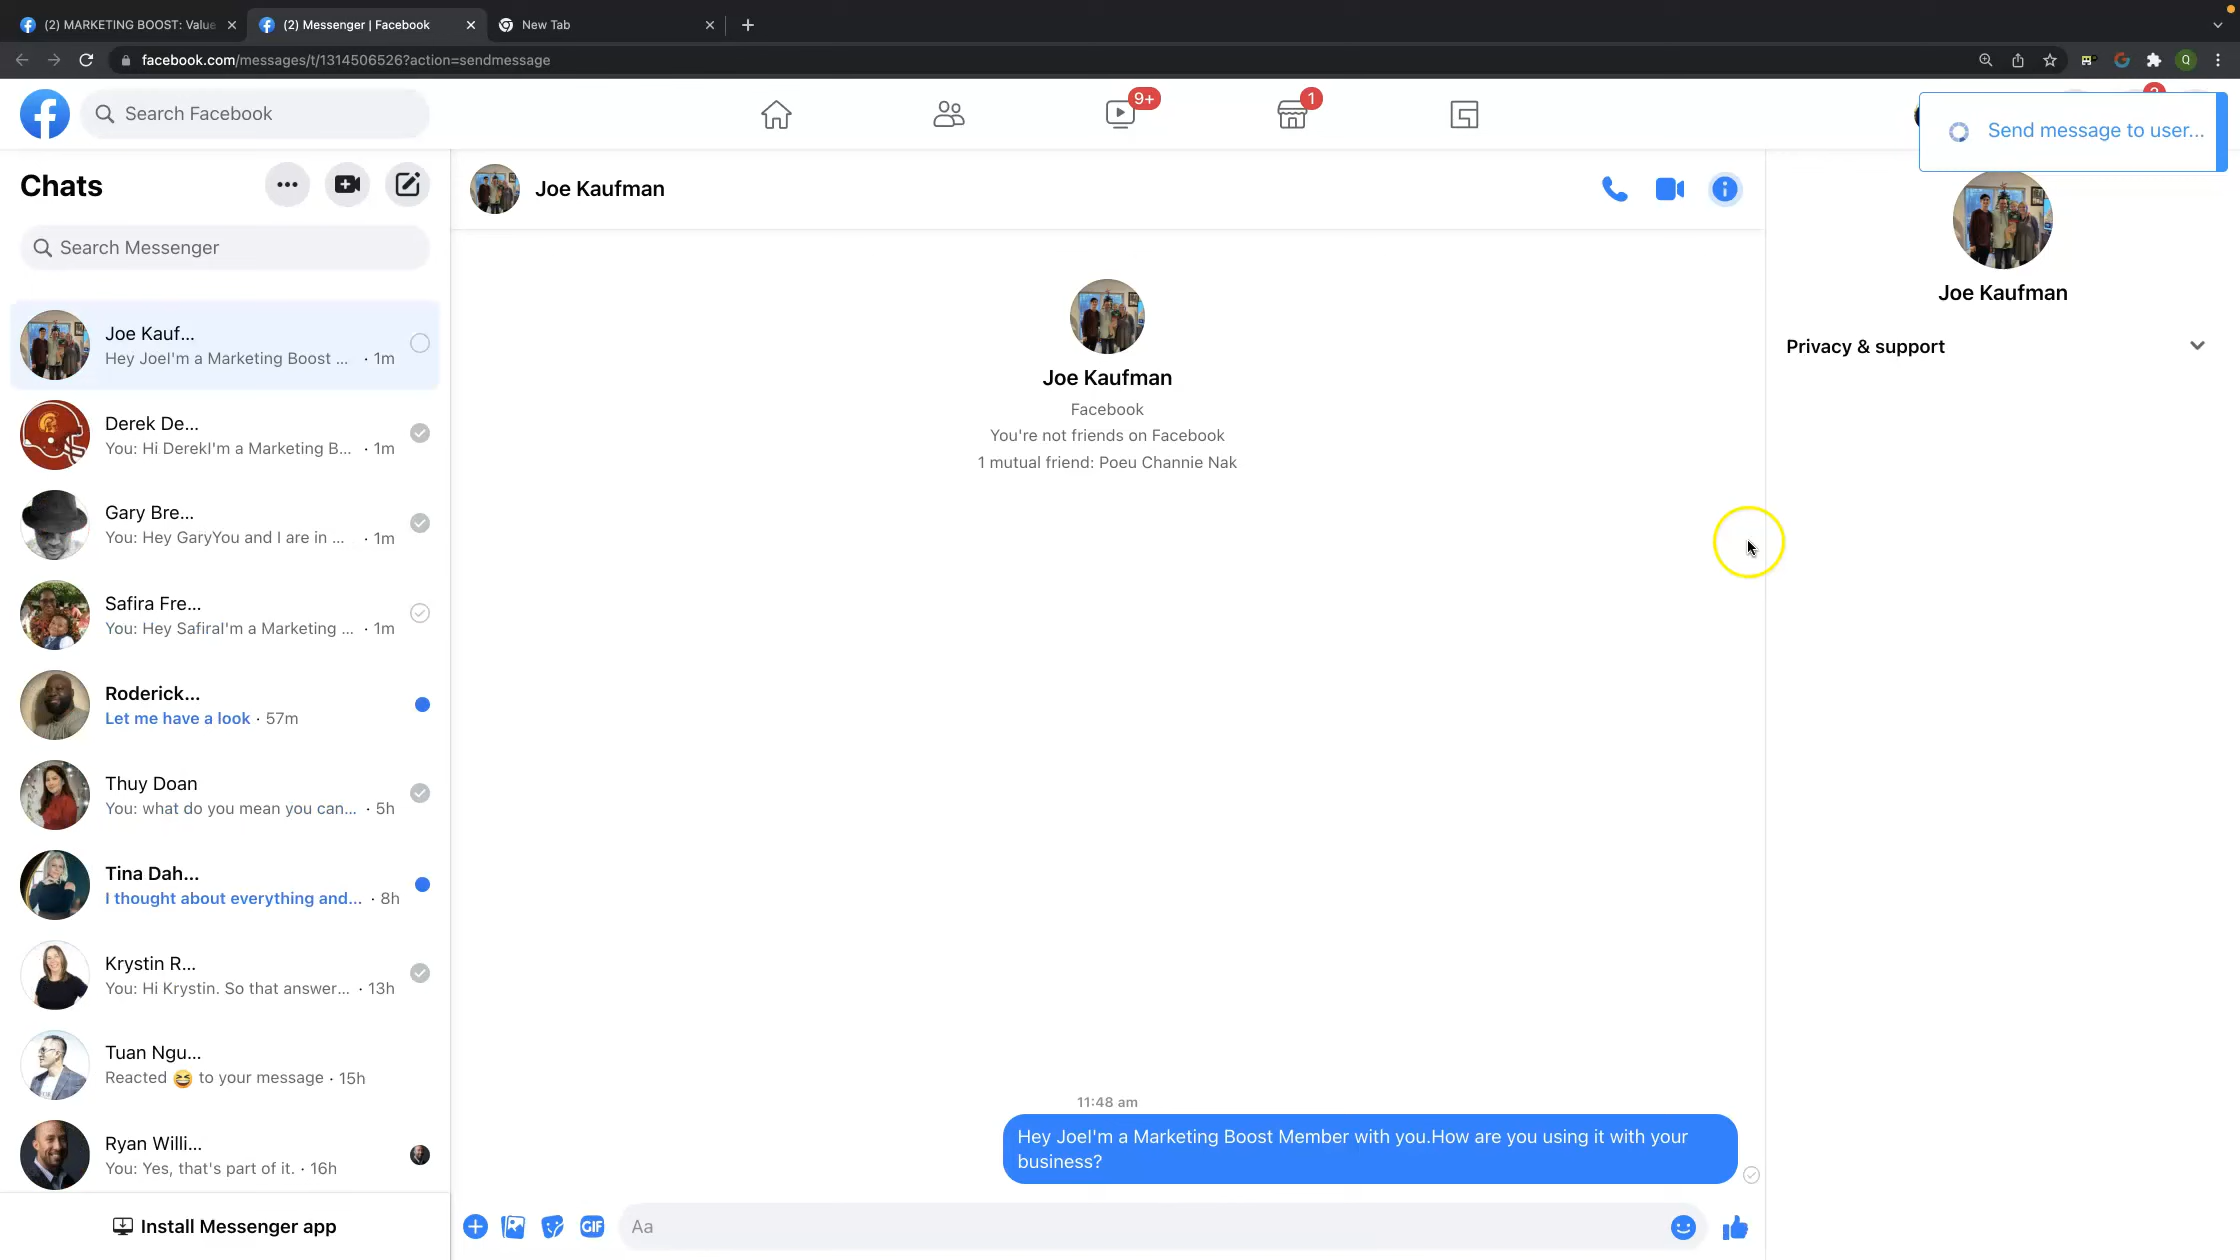 (2) MARKETING BOOST: Value
(2) Messenger | Facebook
New Tab
facebook.com/messages/t/1314506526?action=sendmessage
Q
Search Facebook
9+
1
Send message to user...
Chats
Search Messenger
Joe Kauf...
Hey JoeI'm a Marketing Boost ... · 1m
Derek De...
You: Hi DerekI'm a Marketing B... · 1m
Gary Bre...
You: Hey GaryYou and I are in ... · 1m
Safira Fre...
You: Hey SafiraI'm a Marketing ... · 1m
Roderick...
Let me have a look · 57m
Thuy Doan
You: what do you mean you can... · 5h
Tina Dah...
I thought about everything and... · 8h
Krystin R...
You: Hi Krystin. So that answer... · 13h
Tuan Ngu...
Reacted 😆 to your message · 15h
Ryan Willi...
You: Yes, that's part of it. · 16h
Install Messenger app
Joe Kaufman
Joe Kaufman
Facebook
You're not friends on Facebook
1 mutual friend: Poeu Channie Nak
11:48 am
Hey JoeI'm a Marketing Boost Member with you.How are you using it with your
business?
GIF
Aa
Joe Kaufman
Privacy & support